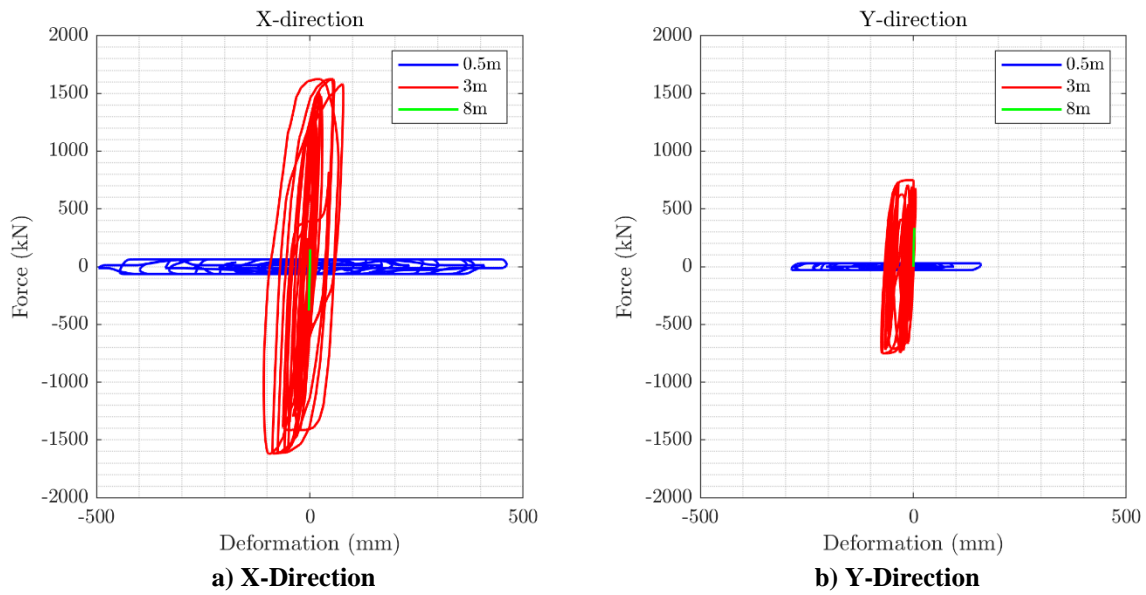 X-direction
2000
1500
1000
500
0
-500
-1000
-1500
-2000
Force (kN)
-500
0
500
Deformation (mm)
0.5m
3m
8m
a) X-Direction
Y-direction
2000
1500
1000
500
0
-500
-1000
-1500
-2000
Force (kN)
-500
0
500
Deformation (mm)
0.5m
3m
8m
b) Y-Direction